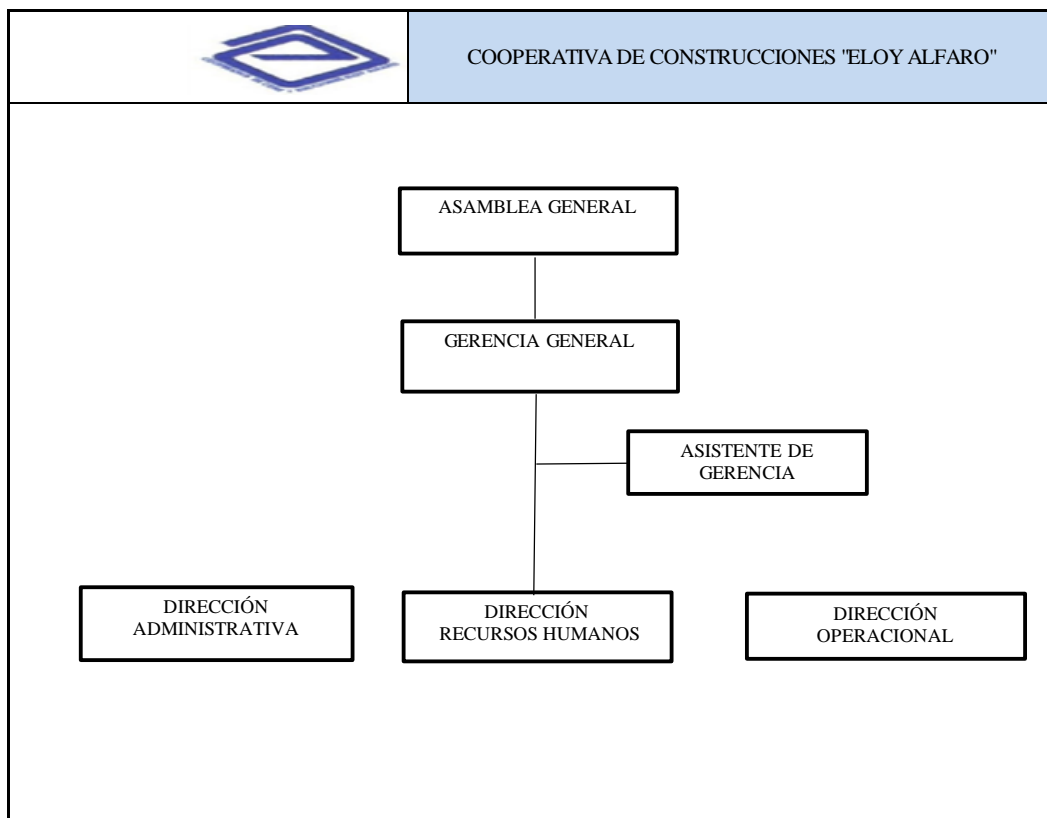 COOPERATIVA DE CONSTRUCCIONES "ELOY ALFARO"
ASAMBLEA GENERAL
GERENCIA GENERAL
ASISTENTE DE
GERENCIA
DIRECCIÓN
ADMINISTRATIVA
DIRECCIÓN
RECURSOS HUMANOS
DIRECCIÓN
OPERACIONAL